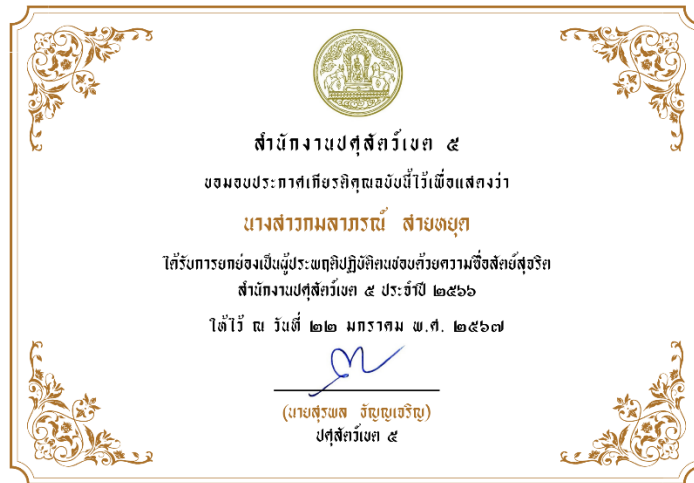 สำนักงานปศุสัตว์เขต ๕
ขอมอบประกาศเกียรติคุณฉบับนี้ไว้เพื่อแสดงว่า
นางสาวกมลาภรณ์ สายหยุด
ได้รับการยกย่องเป็นผู้ประพฤติปฏิบัติตนชอบด้วยความซื่อสัตย์สุจริต
สำนักงานปศุสัตว์เขต ๕ ประจำปี ๒๕๖๖
ให้ไว้ ณ วันที่ ๒๒ มกราคม พ.ศ. ๒๕๖๗
(นายสุรพล ธัญญเจริญ)
ปศุสัตว์เขต ๕